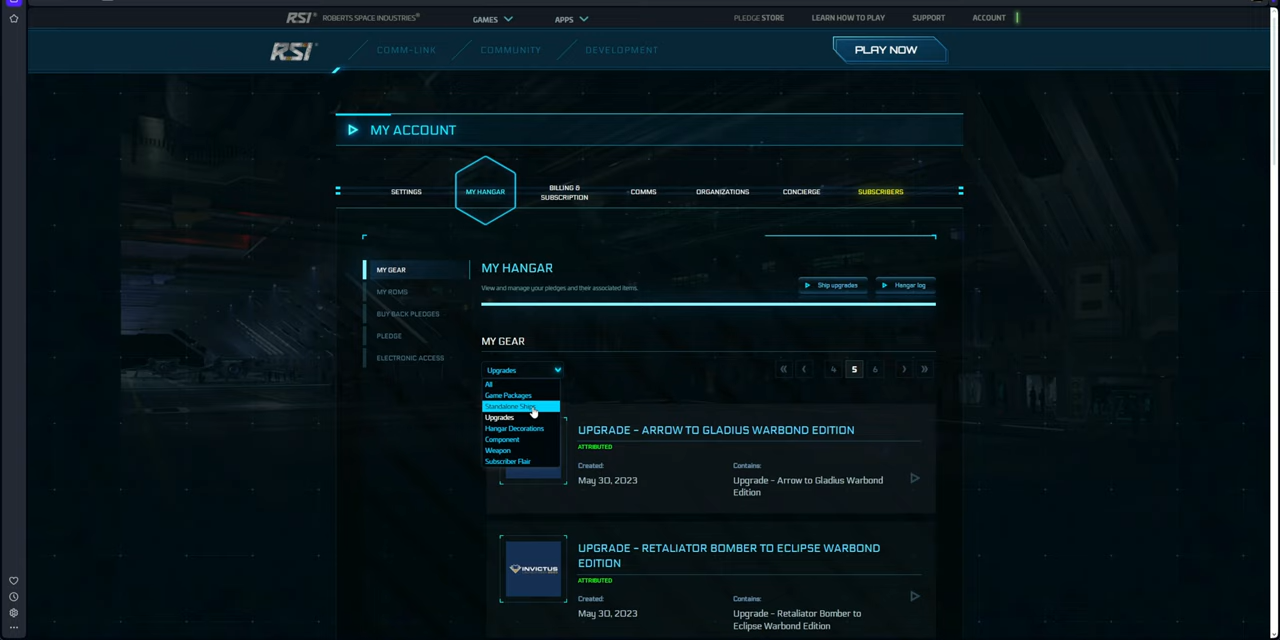 RSI ROBERTS SPACE INDUSTRIES® GAMES APPS PLEDGE STORE LEARN HOW TO PLAY SUPPORT ACCOUNT
RSI COMM-LINK COMMUNITY DEVELOPMENT PLAY NOW
MY ACCOUNT
SETTINGS MY HANGAR BILLING & SUBSCRIPTION COMMS ORGANIZATIONS CONCIERGE SUBSCRIBERS
MY GEAR
MY ROMS
BUY BACK PLEDGES
PLEDGE
ELECTRONIC ACCESS
MY HANGAR
View and manage your pledges and their associated items.
Ship upgrades Hangar log
MY GEAR
Upgrades
4 5 6
All
Game Packages
Standalone Ships
Upgrades
Hangar Decorations
Component
Weapon
Subscriber Flair
UPGRADE - ARROW TO GLADIUS WARBOND EDITION
ATTRIBUTED
Created: Contains:
May 30, 2023 Upgrade - Arrow to Gladius Warbond
Edition
INVICTUS
UPGRADE - RETALIATOR BOMBER TO ECLIPSE WARBOND
EDITION
ATTRIBUTED
Created: Contains:
May 30, 2023 Upgrade - Retaliator Bomber to
Eclipse Warbond Edition